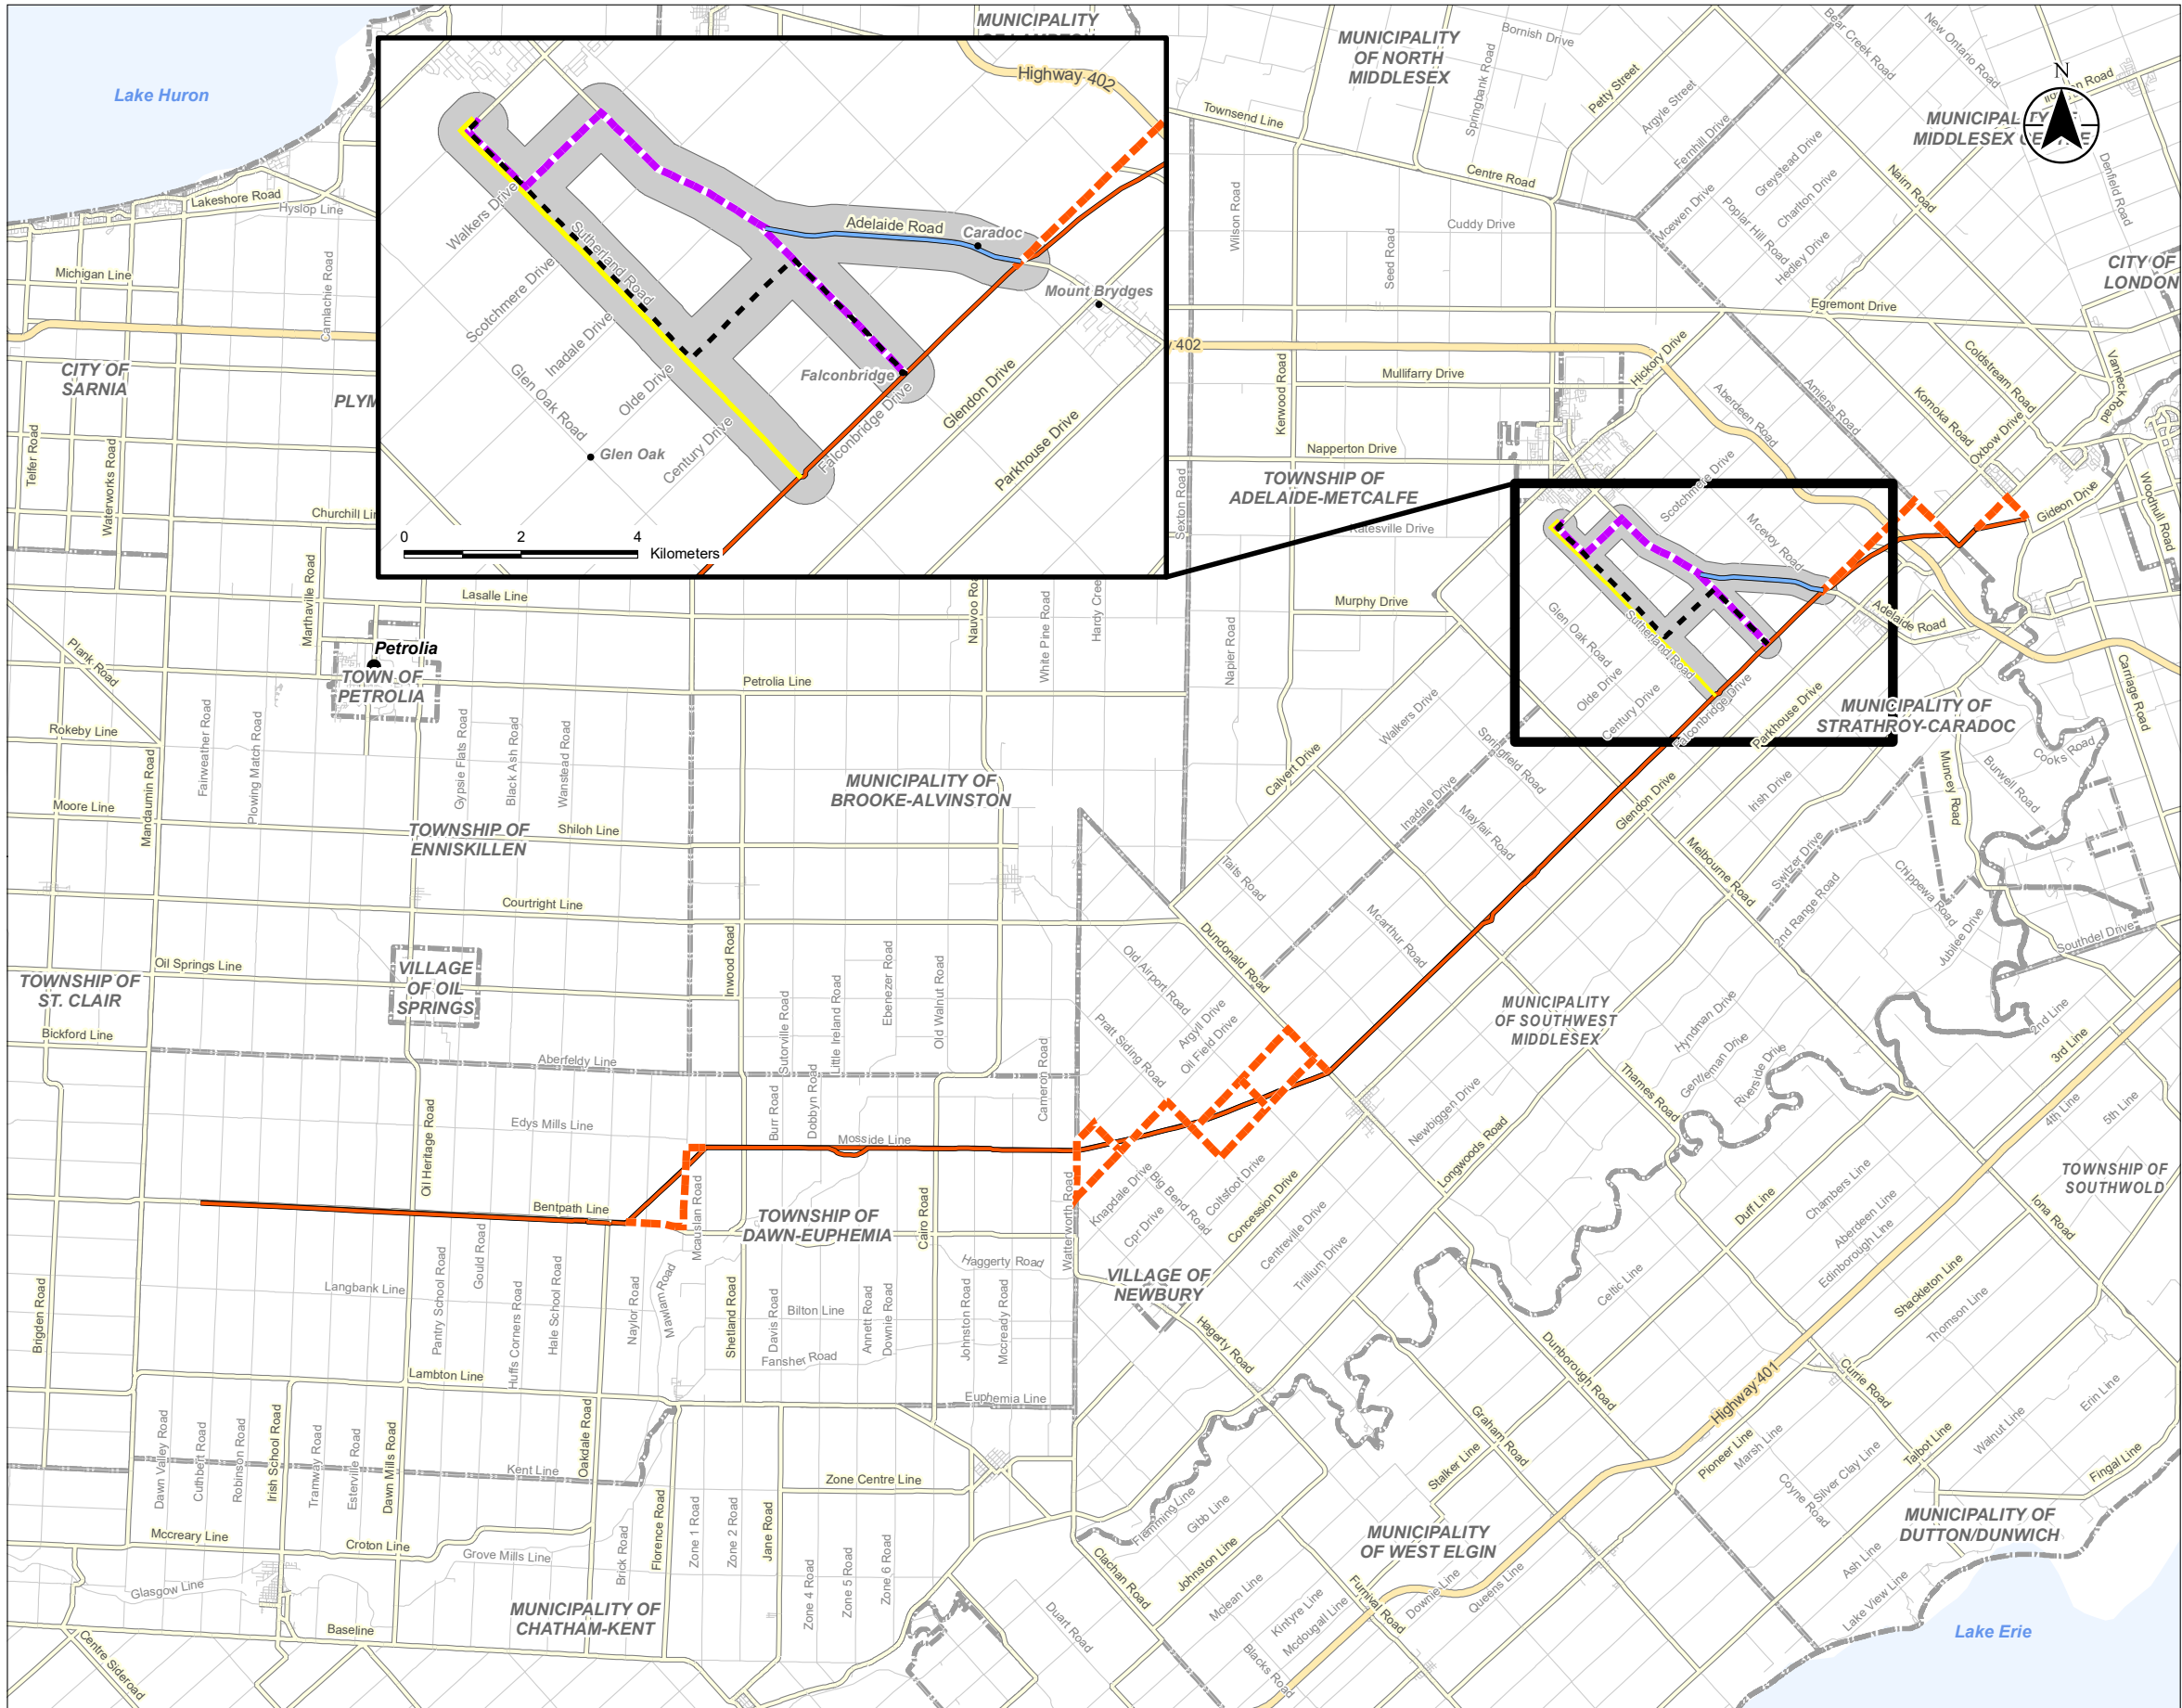 MUNICIPALITY
Lake Huron
Lakeshore Road
Hyslop Line
Michigan Line
Camlachie Road
CITY OF
SARNIA
Telfer Road
Waterworks Road
Churchill
Highway 402
Walkers Drive
Scotchmere Drive
Sutherland Road
Inadale Drive
Glen Oak Road
Olde Drive
Glen Oak
Century Drive
Adelaide Road
Caradoc
Mount Brydges
Falconbridge
Falconbridge Drive
Glendon Drive
Parkhouse Drive
0
2
4
Kilometers
MUNICIPALITY
OF NORTH
MIDDLESEX
Bornish Drive
Springbank Road
Petty Street
Argyle Street
Bear Creek Road
New Ontario Road
N
Townsend Line
Centre Road
Fernhill Drive
Greystead Drive
Charlton Drive
Mcewen Drive
Poplar Hill Road
Hedley Drive
Nairn Road
Denfield Road
Wilson Road
Seed Road
Cuddy Drive
CITY OF
LONDON
Egremont Drive
Kerwood Road
Mullifarry Drive
Hickory Drive
Aberdeen Road
Amiens Road
Coldstream Road
Komoka Road
Oxbow Drive
Vanneck Road
Napperton Drive
TOWNSHIP OF
ADELAIDE-METCALFE
Sexton Road
Scotchmere Drive
Mcevoy Road
Gideon Drive
Woodhull Road
Murphy Drive
Glen Oak Road
Sutherland Road
Olde Drive
Century Drive
Falconbridge Drive
Parkhouse Drive
Adelaide Road
Carriage Road
MUNICIPALITY OF
STRATHROY-CARADOC
Lasalle Line
Marthaville Road
Nauvoo
White Pine Road
Napier Road
Plank Road
Petrolia
TOWN OF
PETROLIA
Petrolia Line
Rokeby Line
Mandaumin Road
Fairweather Road
Plowing Match Road
Gypsie Flats Road
Black Ash Road
Wanstead Road
Moore Line
TOWNSHIP OF
ENNISKILLEN
Shiloh Line
MUNICIPALITY OF
BROOKE-ALVINSTON
Walkers Drive
Calvert Drive
Springfield Road
Inadale Drive
Mayfair Road
Glendon Drive
Irish Drive
Melbourne Road
Switzer Drive
2nd Range Road
Muncey Road
Burwell Road
Cooks Road
Chippewa Road
Jubilee Drive
Southdel Drive
Courtright Line
Taits Road
Mcarthur Road
Dundonald Road
Oil Springs Line
TOWNSHIP OF
ST. CLAIR
VILLAGE
OF OIL
SPRINGS
Inwood Road
Sutorville Road
Little Ireland Road
Ebenezer Road
Old Walnut Road
Old Airport Road
Pratt Siding Road
Argyll Drive
Oil Field Drive
MUNICIPALITY
OF SOUTHWEST
MIDDLESEX
Hyndman Drive
Gentleman Drive
Riverside Drive
Thames Road
2nd Line
3rd Line
4th Line
5th Line
Bickford Line
Aberfeldy Line
Oil Heritage Road
Edys Mills Line
Burr Road
Dobbyn Road
Mosside Line
Cameron Road
Newbiggen Drive
Longwoods Road
TOWNSHIP OF
SOUTHWOLD
Bentpath Line
Mcauslan Road
TOWNSHIP OF
DAWN-EUPHEMIA
Cairo Road
Haggerty Road
Watterworth Road
Knapdale Drive
Cpr Drive
Big Bend Road
Coltsfoot Drive
Concession Drive
Centreville Drive
Trillium Drive
VILLAGE OF
NEWBURY
Hagerty Road
Chambers Line
Duff Line
Aberdeen Line
Edinborough Line
Iona Road
Celtic Line
Shackleton Line
Thomson Line
Brigden Road
Langbank Line
Pantry School Road
Gould Road
Huffs Corners Road
Hale School Road
Naylor Road
Mawlam Road
Shetland Road
Davis Road
Bilton Line
Annett Road
Downie Road
Johnston Road
Mccready Road
Fansher Road
Lambton Line
Euphemia Line
Dunborough Road
Highway 401
Currie Road
Erin Line
Dawn Valley Road
Cuthbert Road
Robinson Road
Irish School Road
Tramway Road
Esterville Road
Dawn Mills Road
Kent Line
Oakdale Road
Zone Centre Line
Graham Road
Stalker Line
Pioneer Line
Marsh Line
Coyne Road
Silver Clay Line
Talbot Line
Walnut Line
Fingal Line
Mccreary Line
Croton Line
Grove Mills Line
Brick Road
Florence Road
Zone 1 Road
Zone 2 Road
Jane Road
Zone 4 Road
Zone 5 Road
Zone 6 Road
Flemming Line
Gibb Line
Johnston Line
Clachan Road
MUNICIPALITY
OF WEST ELGIN
MUNICIPALITY OF
DUTTON/DUNWICH
Ash Line
Lake View Line
Glasgow Line
MUNICIPALITY OF
CHATHAM-KENT
Baseline
Centre Sideroad
Duart Road
Mclean Line
Kintyre Line
Mcdougall Line
Blacks Road
Furnival Road
Downie Line
Queens Line
Lake Erie